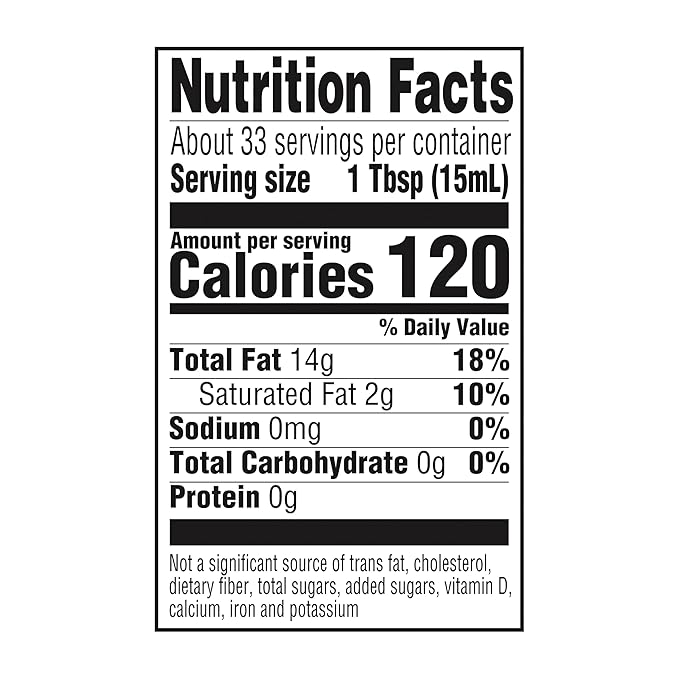 Nutrition Facts
About 33 servings per container
Serving size 1 Tbsp (15mL)
Amount per serving
Calories 120
% Daily Value
Total Fat 14g 18%
Saturated Fat 2g 10%
Sodium 0mg 0%
Total Carbohydrate 0g 0%
Protein 0g
Not a significant source of trans fat, cholesterol,
dietary fiber, total sugars, added sugars, vitamin D,
calcium, iron and potassium